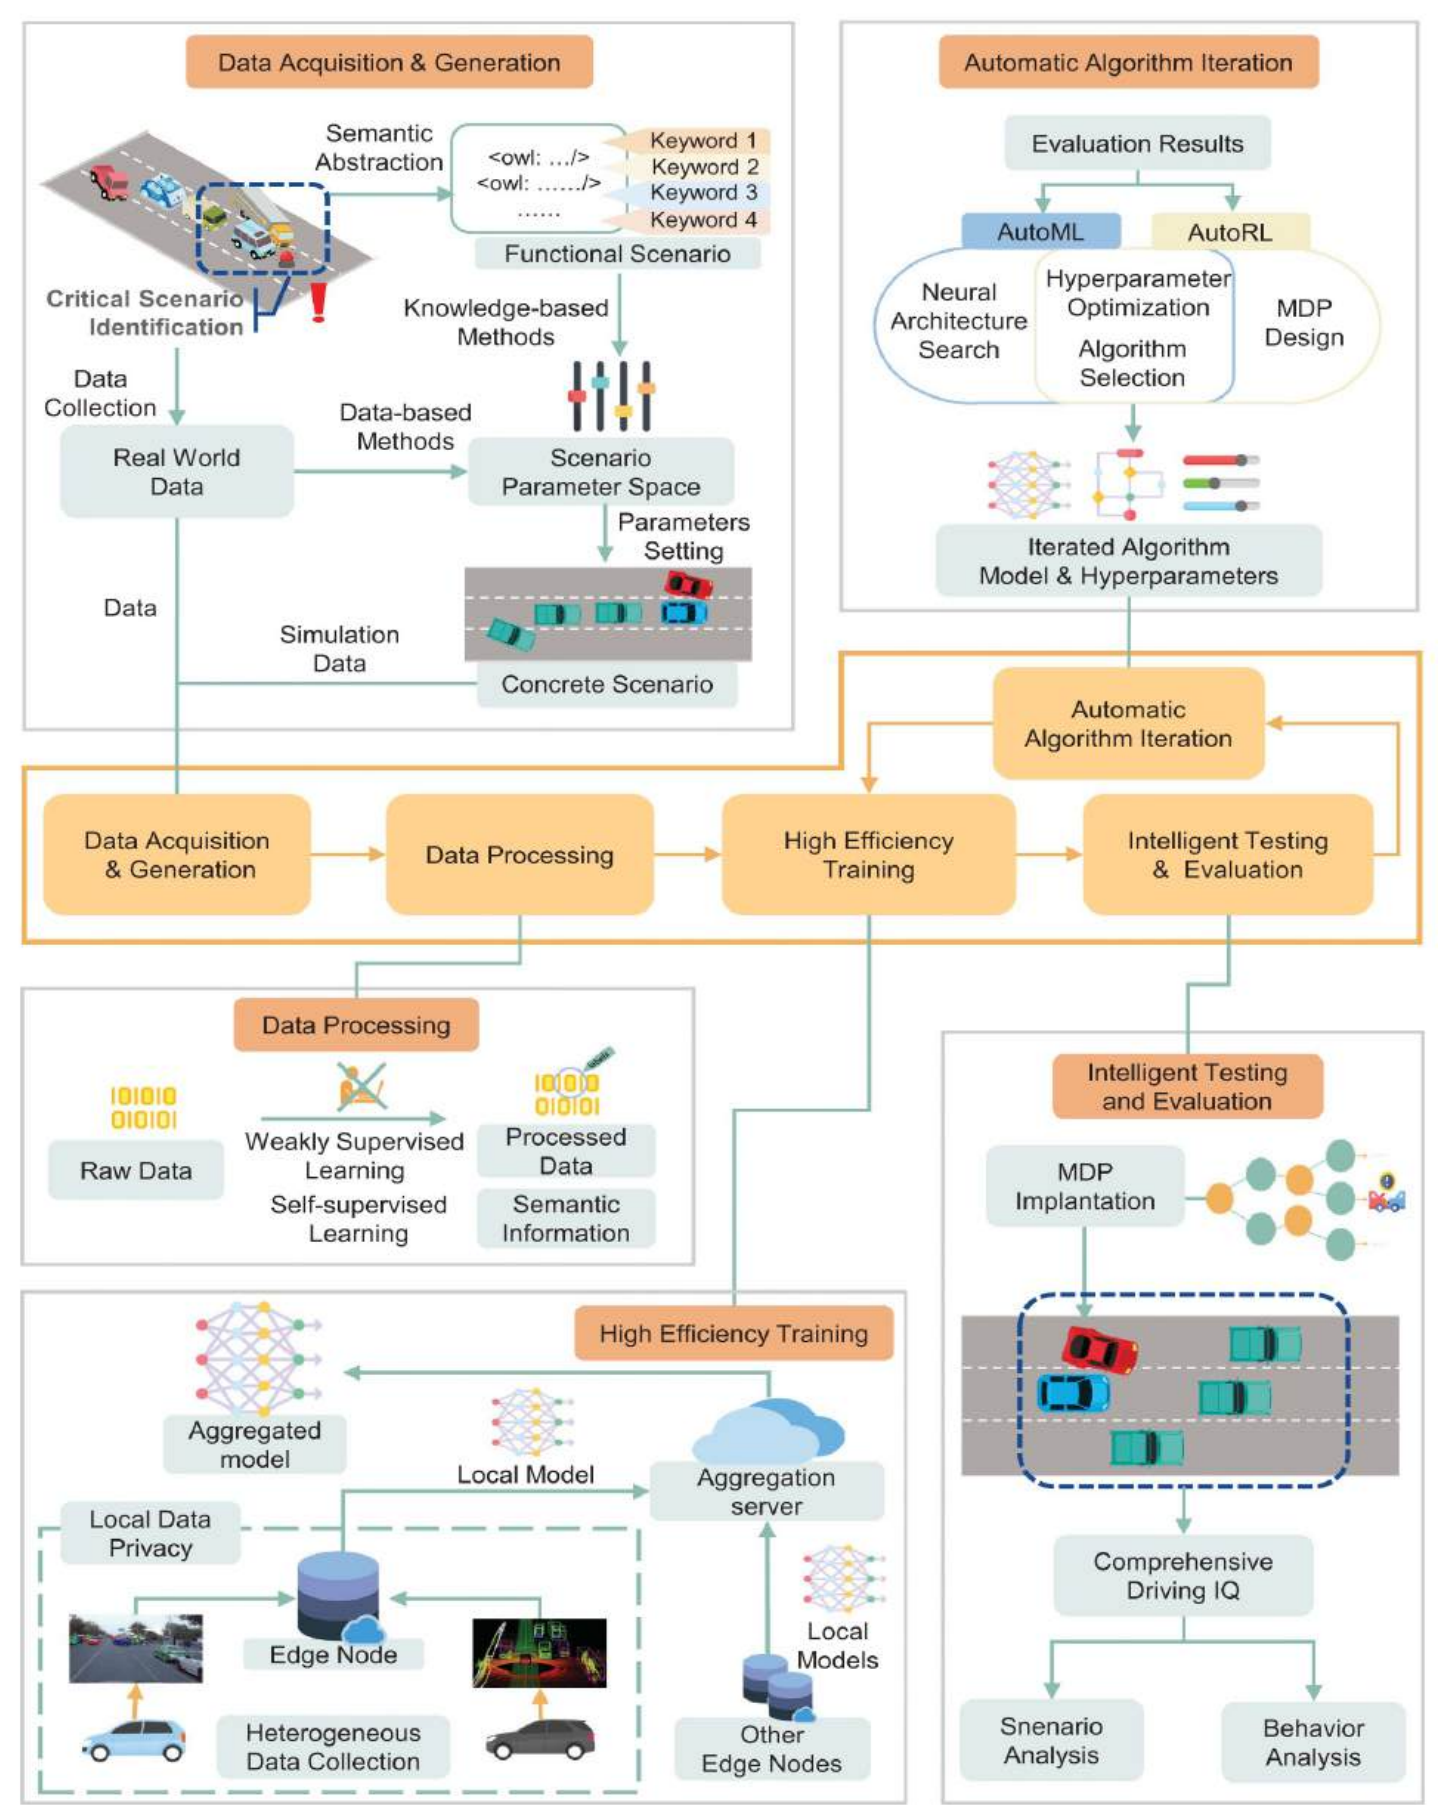 Data Acquisition & Generation
Semantic
Abstraction
<owl: .../>
<owl: ....../>
......
Keyword 1
Keyword 2
Keyword 3
Keyword 4
Functional Scenario
Critical Scenario
Identification
!
Knowledge-based
Methods
Data
Collection
Data-based
Methods
Real World
Data
Scenario
Parameter Space
Parameters
Setting
Data
Simulation
Data
Concrete Scenario
Automatic Algorithm Iteration
Evaluation Results
AutoML
AutoRL
Neural
Architecture
Search
Hyperparameter
Optimization
Algorithm
Selection
MDP
Design
Iterated Algorithm
Model & Hyperparameters
Automatic
Algorithm Iteration
Data Acquisition
& Generation
Data Processing
High Efficiency
Training
Intelligent Testing
& Evaluation
Data Processing
101010
010101
Raw Data
Weakly Supervised
Learning
Self-supervised
Learning
101010
010101
Processed
Data
Semantic
Information
High Efficiency Training
Aggregated
model
Local Model
Aggregation
server
Local Data
Privacy
Edge Node
Heterogeneous
Data Collection
Local
Models
Other
Edge Nodes
Intelligent Testing
and Evaluation
MDP
Implantation
Comprehensive
Driving IQ
Snenario
Analysis
Behavior
Analysis